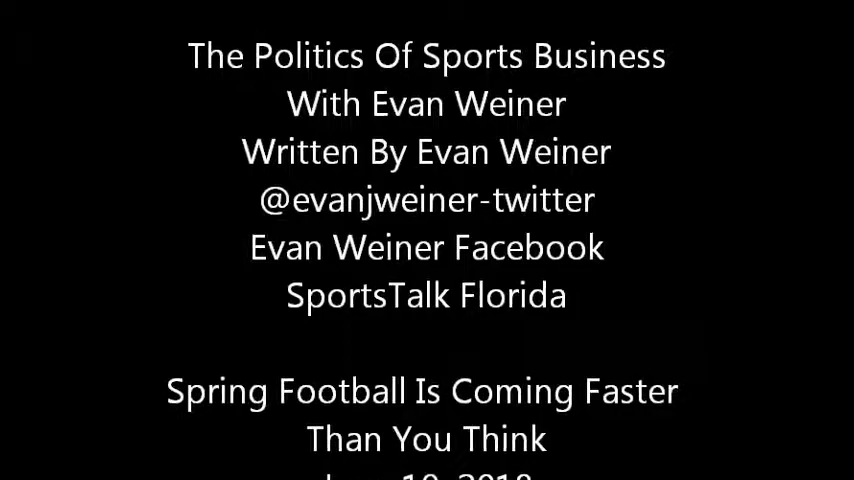 The Politics Of Sports Business
With Evan Weiner
Written By Evan Weiner
@evanjweiner-twitter
Evan Weiner Facebook
SportsTalk Florida
Spring Football Is Coming Faster
Than You Think
2018